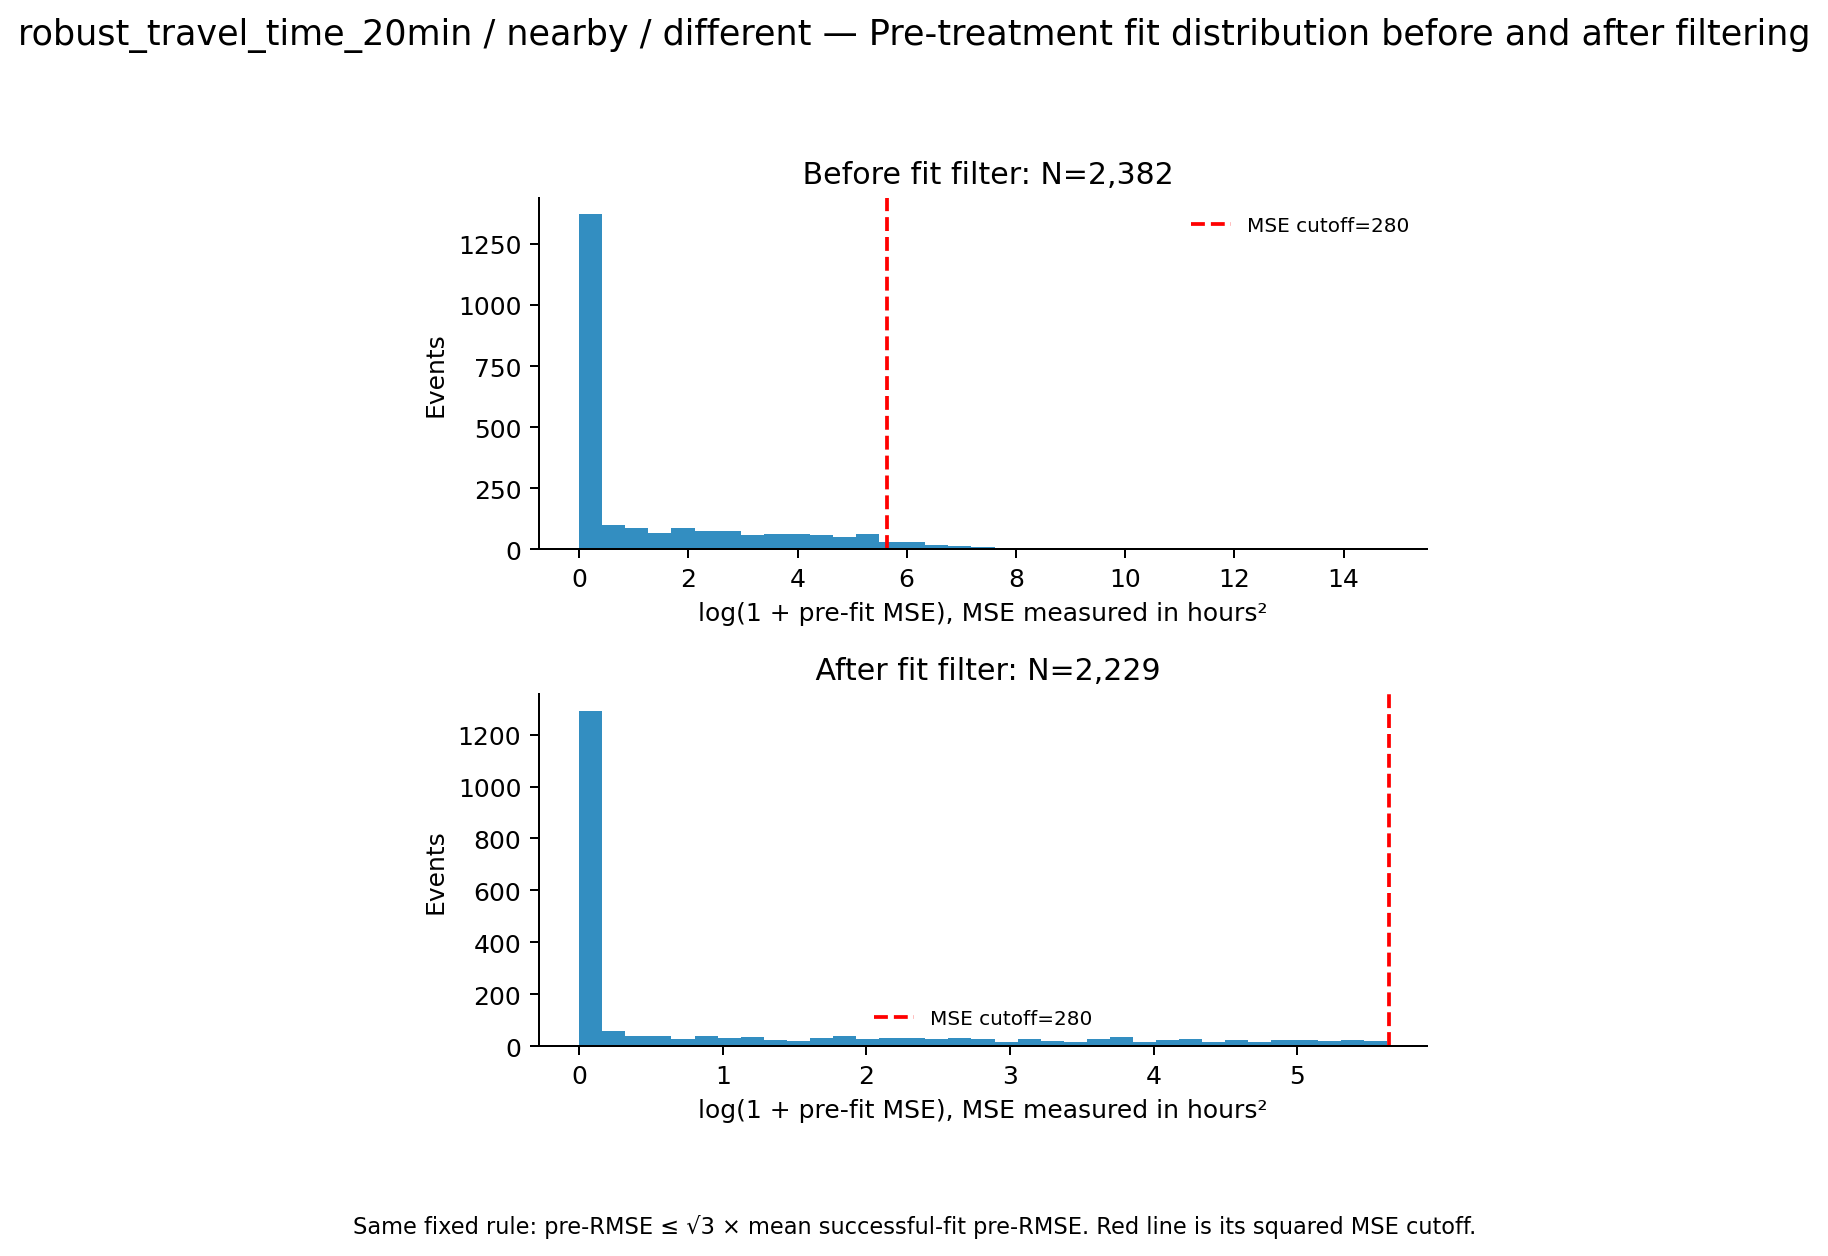 robust_travel_time_20min / nearby / different — Pre-treatment fit distribution before and after filtering
Before fit filter: N=2,382
MSE cutoff=280
Events
1250
1000
750
500
250
0
0 2 4 6 8 10 12 14
log(1 + pre-fit MSE), MSE measured in hours²
After fit filter: N=2,229
Events
1200
1000
800
600
400
200
0
MSE cutoff=280
0 1 2 3 4 5
log(1 + pre-fit MSE), MSE measured in hours²
Same fixed rule: pre-RMSE ≤ √3 × mean successful-fit pre-RMSE. Red line is its squared MSE cutoff.